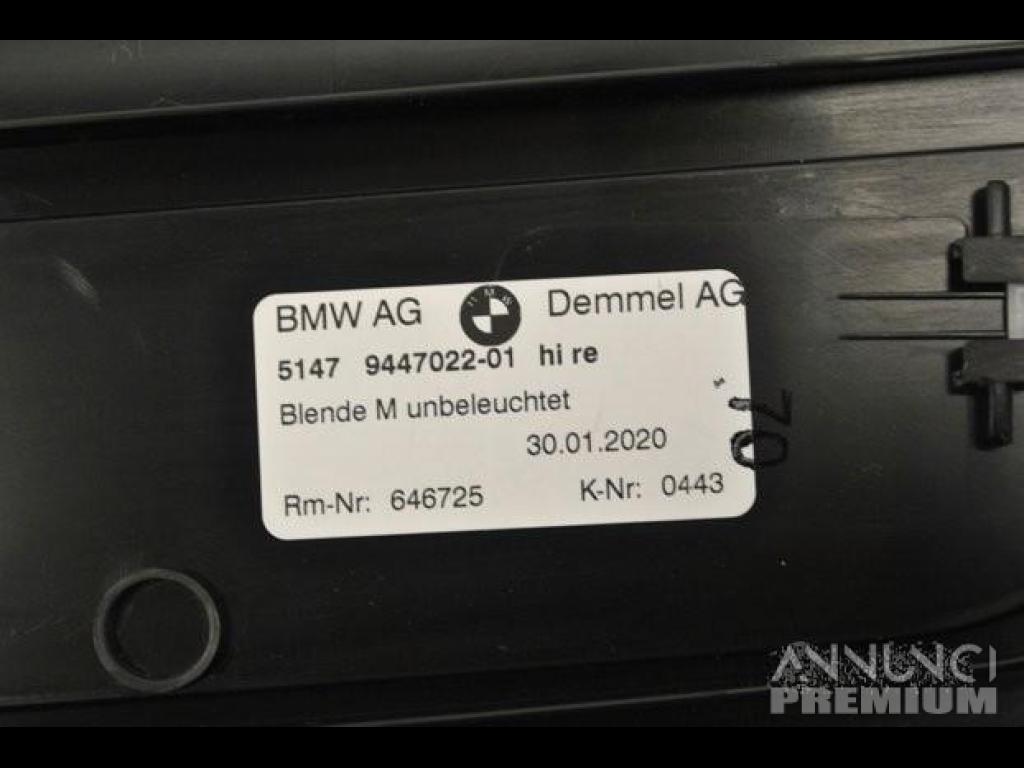 BMW AG BMW Demmel AG
5147 9447022-01 hi re
Blende M unbeleuchtet
30.01.2020
Rm-Nr: 646725 K-Nr: 0443
ANNUNCI
PREMIUM